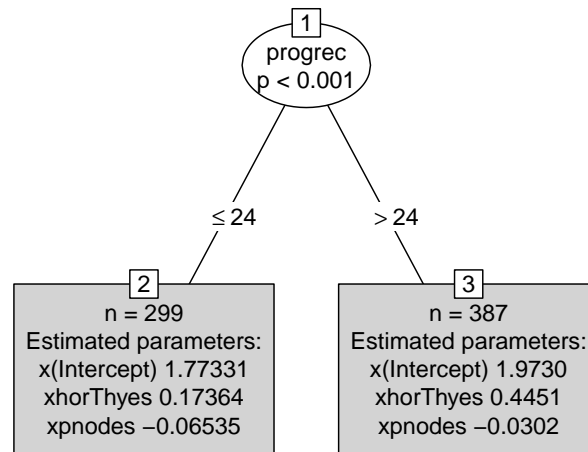 1
progrec
p < 0.001
≤ 24
> 24
2
n = 299
Estimated parameters:
x(Intercept) 1.77331
xhorThyes 0.17364
xpnodes −0.06535
3
n = 387
Estimated parameters:
x(Intercept) 1.9730
xhorThyes 0.4451
xpnodes −0.0302